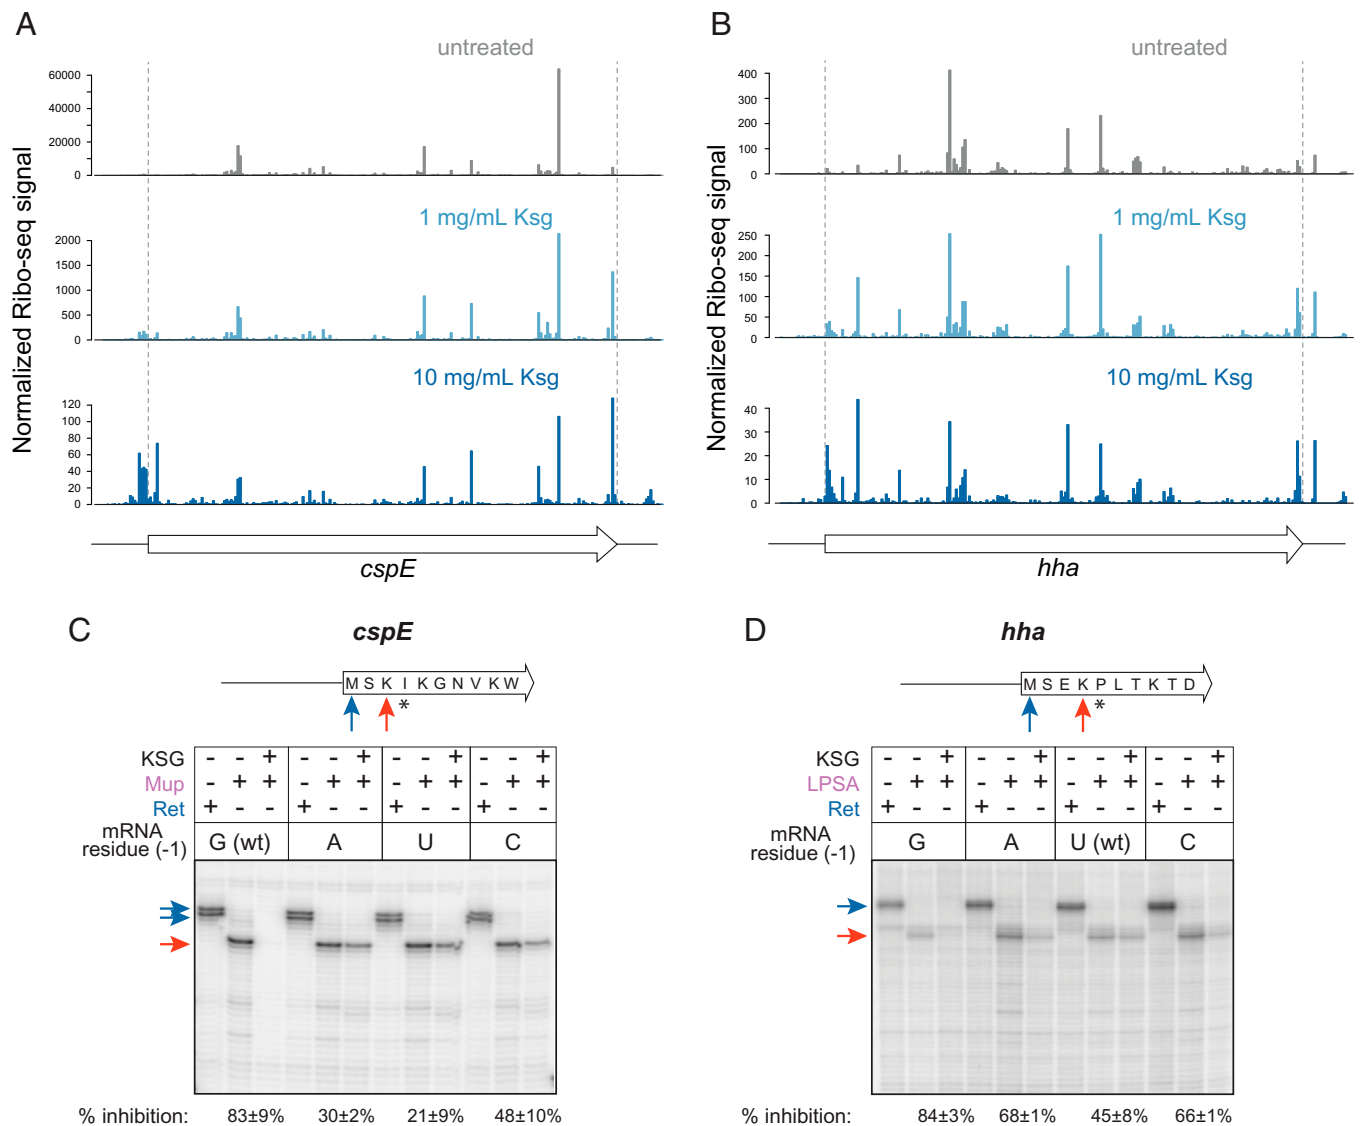 A
untreated
Normalized Ribo-seq signal
60000
40000
20000
0
1 mg/mL Ksg
2000
1500
1000
500
0
10 mg/mL Ksg
120
100
80
60
40
20
0
cspE
B
untreated
Normalized Ribo-seq signal
400
300
200
100
0
1 mg/mL Ksg
250
200
150
100
50
0
10 mg/mL Ksg
40
30
20
10
0
hha
C
cspE
M S K I K G N V K W
*
KSG - - + - - + - - + - - +
Mup - + + - + + - + + - + +
Ret + - - + - - + - - + - -
mRNA
residue (-1) G (wt) A U C
% inhibition: 83±9% 30±2% 21±9% 48±10%
D
hha
M S E K P L T K T D
*
KSG - - + - - + - - + - - +
LPSA - + + - + + - + + - + +
Ret + - - + - - + - - + - -
mRNA
residue (-1) G A U (wt) C
% inhibition: 84±3% 68±1% 45±8% 66±1%